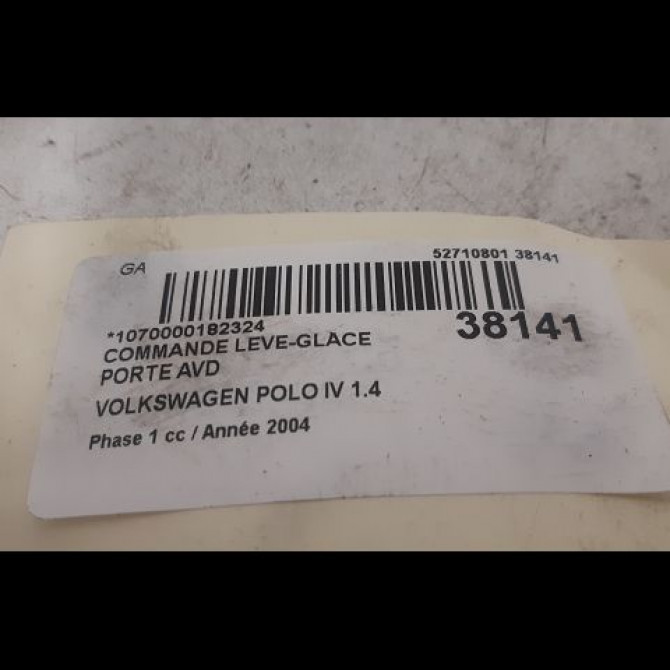 GA
52710801 38141
*1070000182324
38141
COMMANDE LEVE-GLACE
PORTE AVD
VOLKSWAGEN POLO IV 1.4
Phase 1 cc / Année 2004